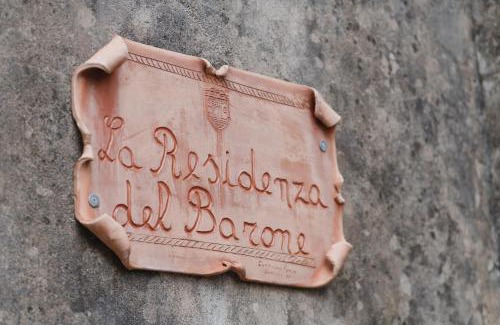 La Residenza
del Barone